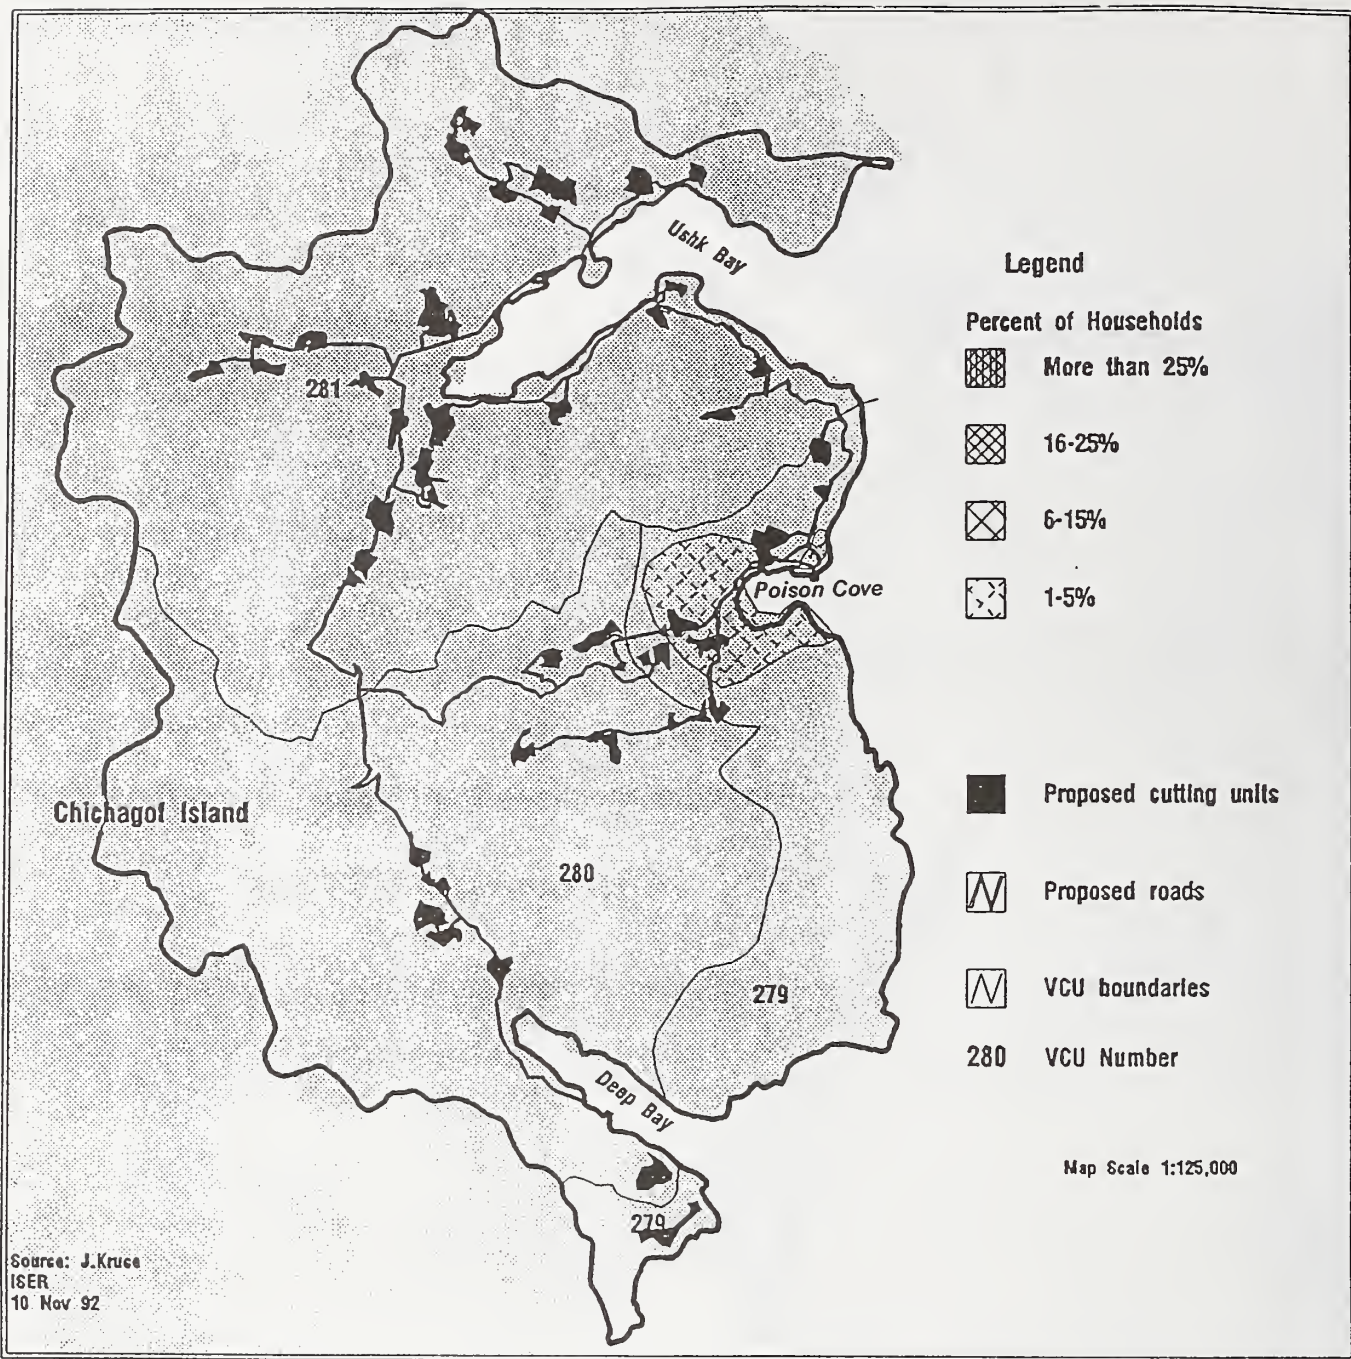 Ushk Bay
281
Poison Cove
Chichagof Island
280
279
Deep Bay
279
Source: J.Kruse
ISER
10 Nov 92
Legend
Percent of Households
More than 25%
16-25%
6-15%
1-5%
Proposed cutting units
Proposed roads
VCU boundaries
280 VCU Number
Map Scale 1:125,000